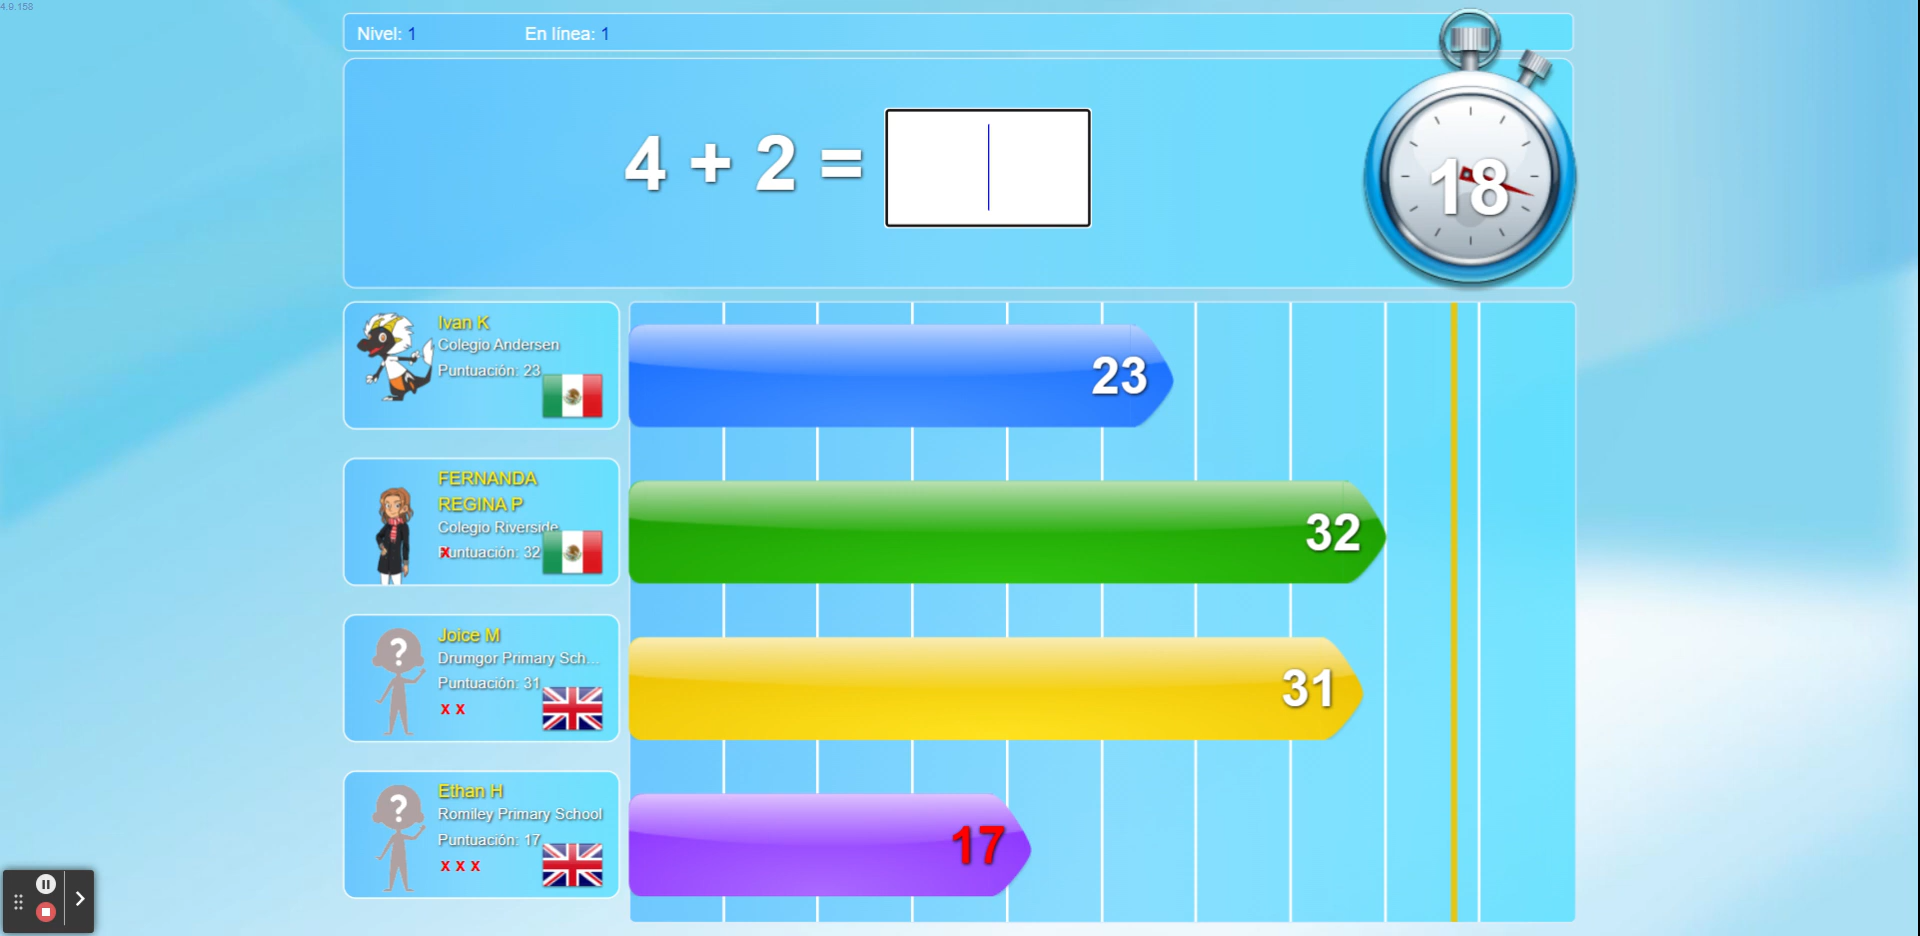 4.9.158
Nivel: 1
En línea: 1
4 + 2 =
18
Ivan K
Colegio Andersen
Puntuación: 23
23
FERNANDA
REGINA P
Colegio Riverside
Puntuación: 32
x
32
?
Joice M
Drumgor Primary Sch...
Puntuación: 31
x x
31
?
Ethan H
Romiley Primary School
Puntuación: 17
x x x
17